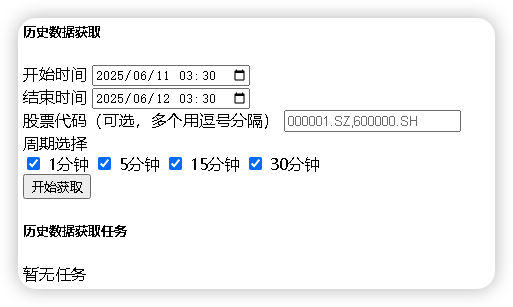 历史数据获取
开始时间 2025/06/11 03:30
结束时间 2025/06/12 03:30
股票代码（可选，多个用逗号分隔） 000001.SZ,600000.SH
周期选择
1分钟 5分钟 15分钟 30分钟
开始获取
历史数据获取任务
暂无任务